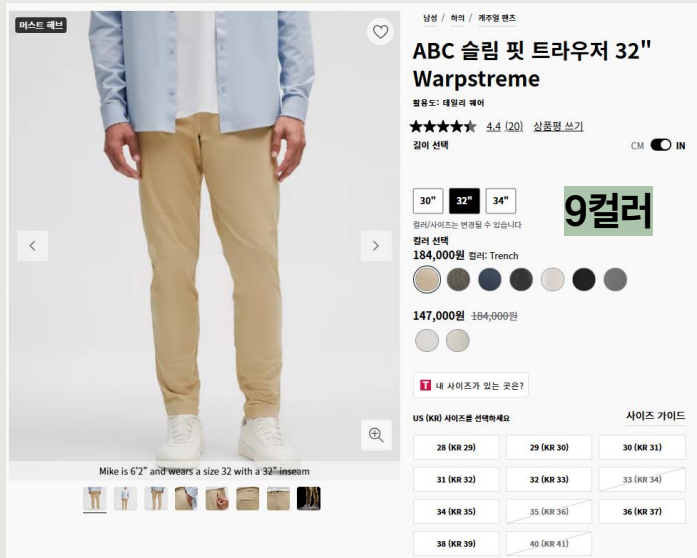 머스트 해브
남성 / 하의 / 캐주얼 팬츠
ABC 슬림 핏 트라우저 32"
Warpstreme
활용도: 데일리 웨어
4.4 (20) 상품평 쓰기
길이 선택
CM IN
30" 32" 34"
9컬러
컬러/사이즈는 변경될 수 있습니다
컬러 선택
184,000원 컬러: Trench
147,000원 184,000원
T 내 사이즈가 있는 곳은?
US (KR) 사이즈를 선택하세요
사이즈 가이드
28 (KR 29) 29 (KR 30) 30 (KR 31)
31 (KR 32) 32 (KR 33) 33 (KR 34)
34 (KR 35) 35 (KR 36) 36 (KR 37)
38 (KR 39) 40 (KR 41)
Mike is 6'2" and wears a size 32 with a 32" inseam